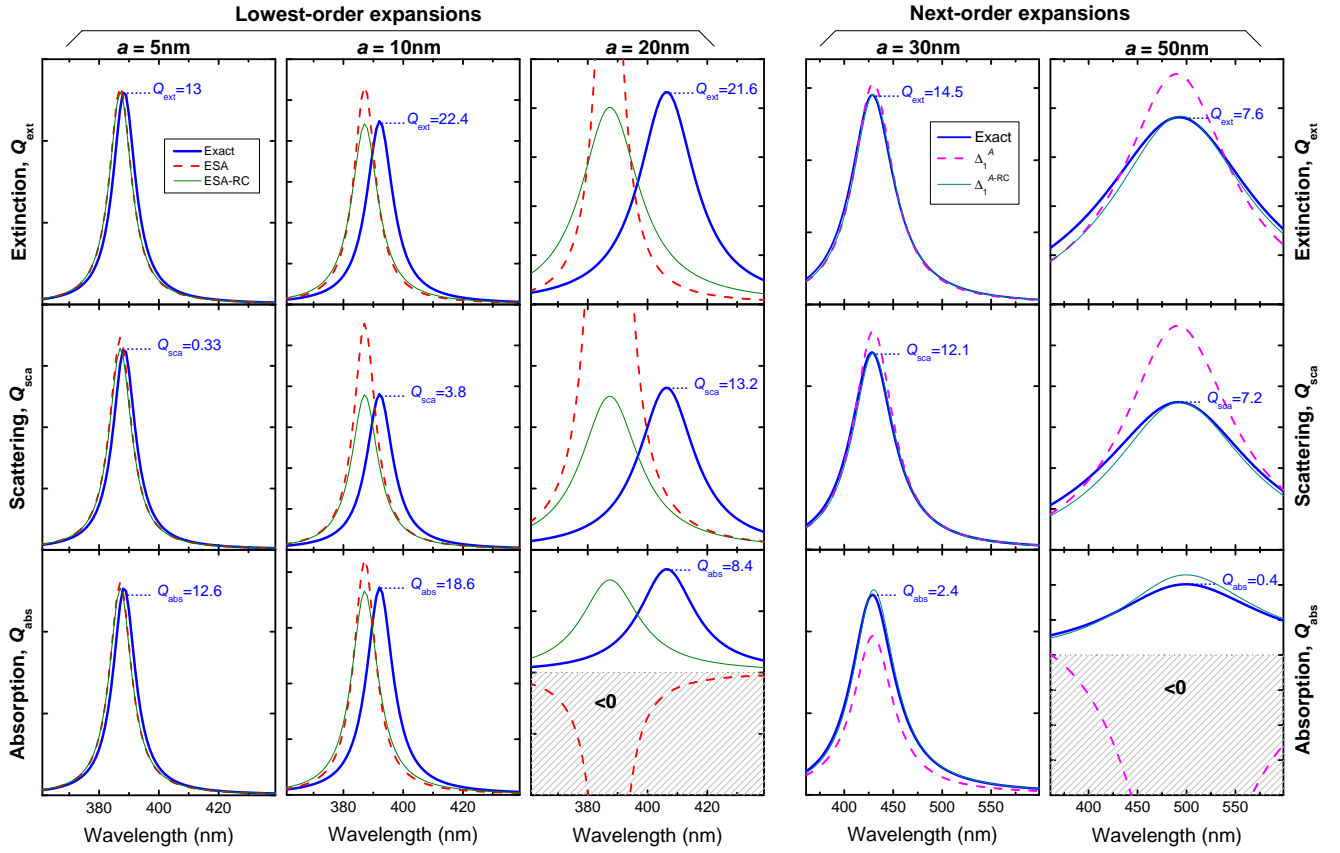 Lowest-order expansions
Next-order expansions
a = 5nm
a = 10nm
a = 20nm
a = 30nm
a = 50nm
Extinction, Qext
Qext=13
Exact
ESA
ESA-RC
Qext=22.4
Qext=21.6
Qext=14.5
Exact
Δ1^A
Δ1^A-RC
Qext=7.6
Extinction, Qext
Scattering, Qsca
Qsca=0.33
Qsca=3.8
Qsca=13.2
Qsca=12.1
Qsca=7.2
Scattering, Qsca
Absorption, Qabs
Qabs=12.6
Qabs=18.6
Qabs=8.4
<0
Qabs=2.4
Qabs=0.4
<0
Absorption, Qabs
380 400 420
380 400 420
380 400 420
400 450 500 550
400 450 500 550
Wavelength (nm)
Wavelength (nm)
Wavelength (nm)
Wavelength (nm)
Wavelength (nm)